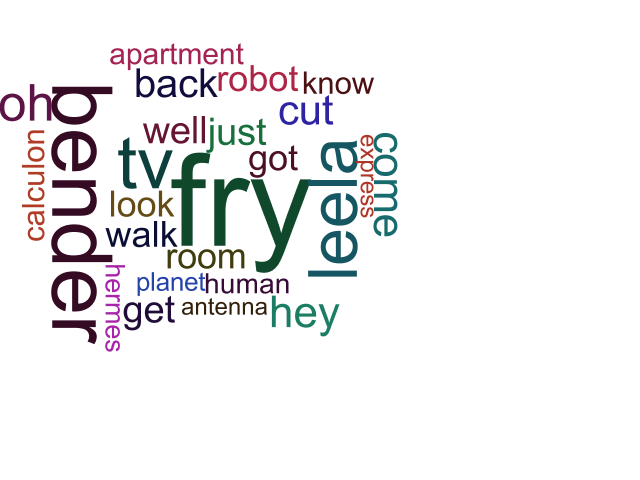 apartment
back
robot
know
oh
bender
cut
calculon
well
just
tv
fry
got
leela
express
come
look
walk
room
hermes
planet
human
get
antenna
hey